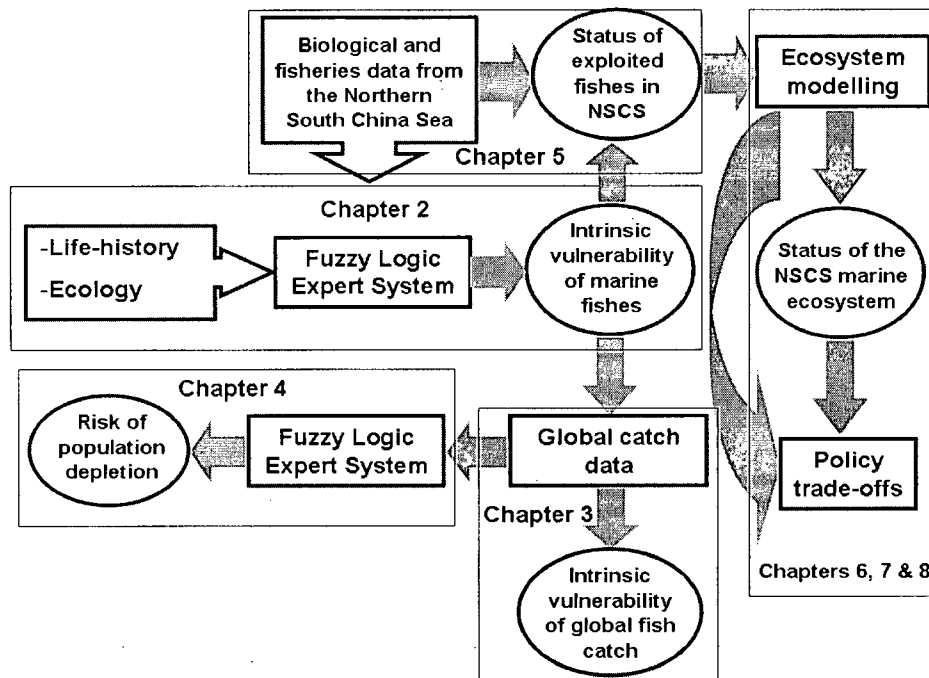 Biological and
fisheries data from
the Northern
South China Sea
Status of
exploited
fishes in
NSCS
Ecosystem
modelling
Chapter 5
Chapter 2
-Life-history
-Ecology
Fuzzy Logic
Expert System
Intrinsic
vulnerability
of marine
fishes
Status of the
NSCS marine
ecosystem
Chapter 4
Risk of
population
depletion
Fuzzy Logic
Expert System
Global catch
data
Policy
trade-offs
Chapter 3
Intrinsic
vulnerability
of global fish
catch
Chapters 6, 7 & 8